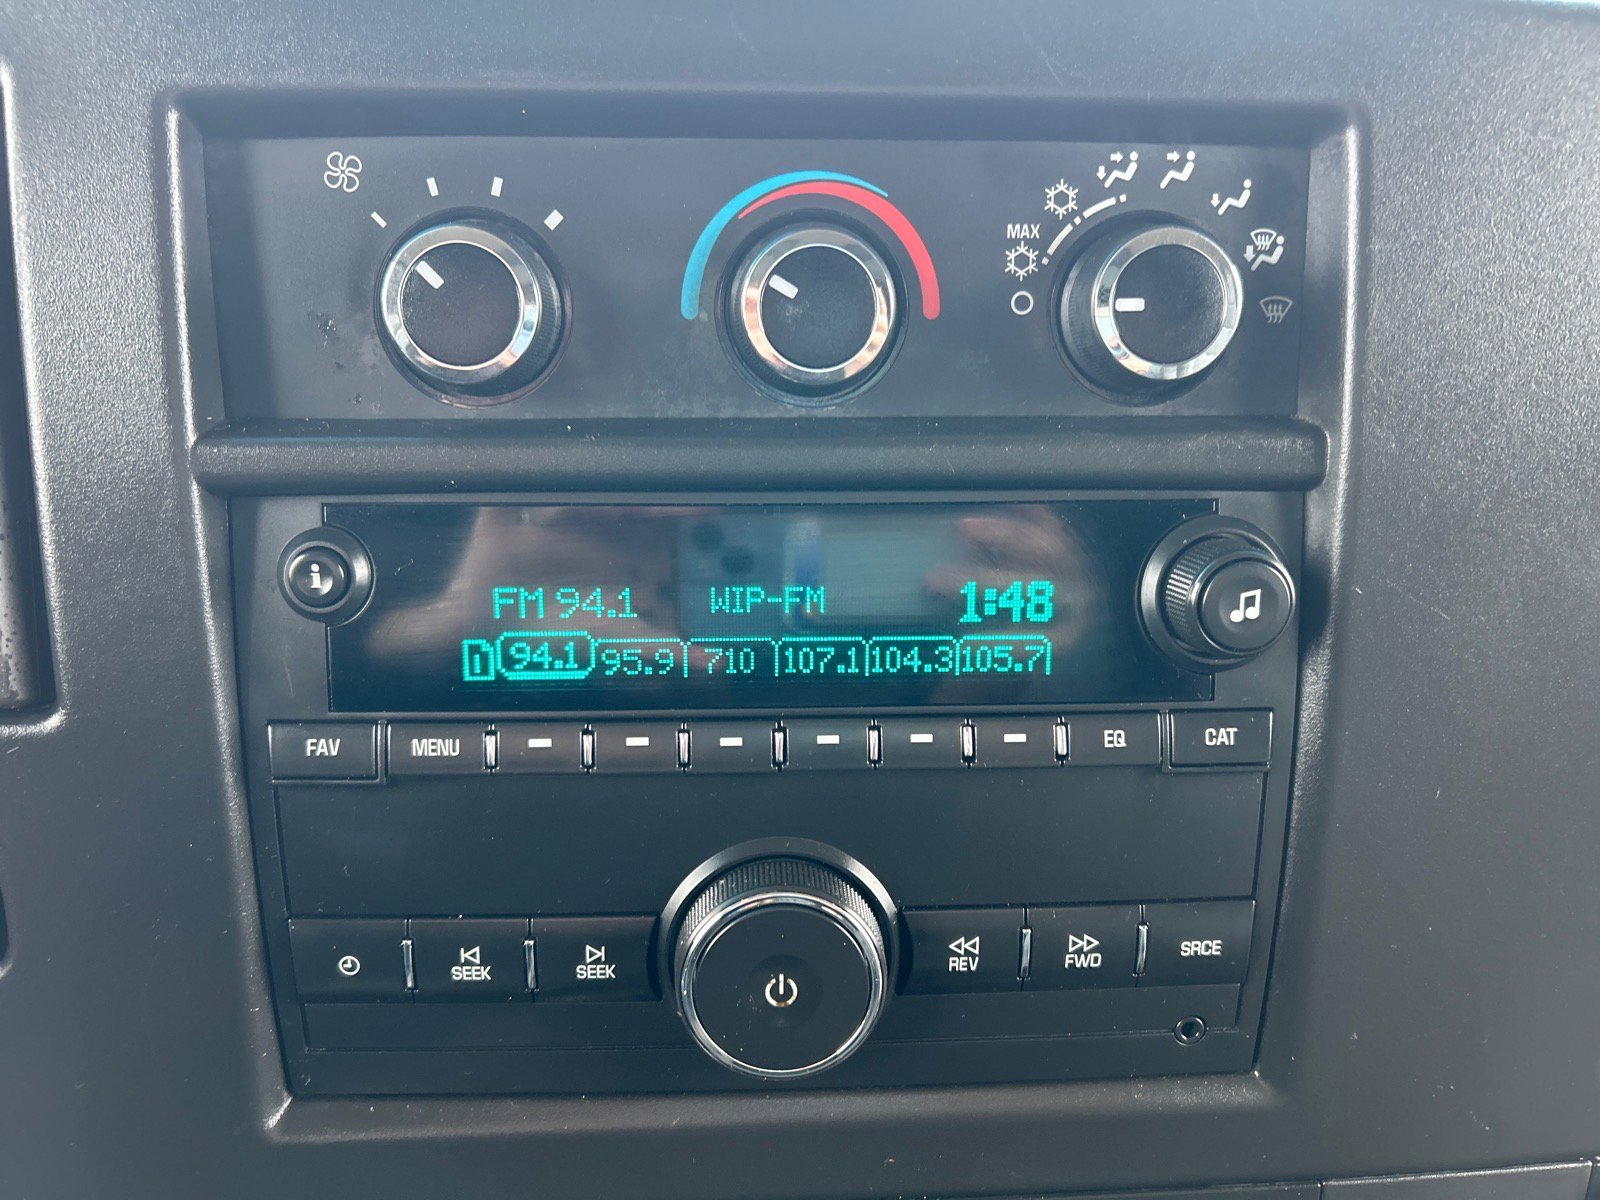 MAX
i
FM 94.1 WIP-FM 1:48
1 94.1 95.9 710 107.1 104.3 105.7
FAV MENU EQ CAT
SEEK SEEK REV FWD SRCE